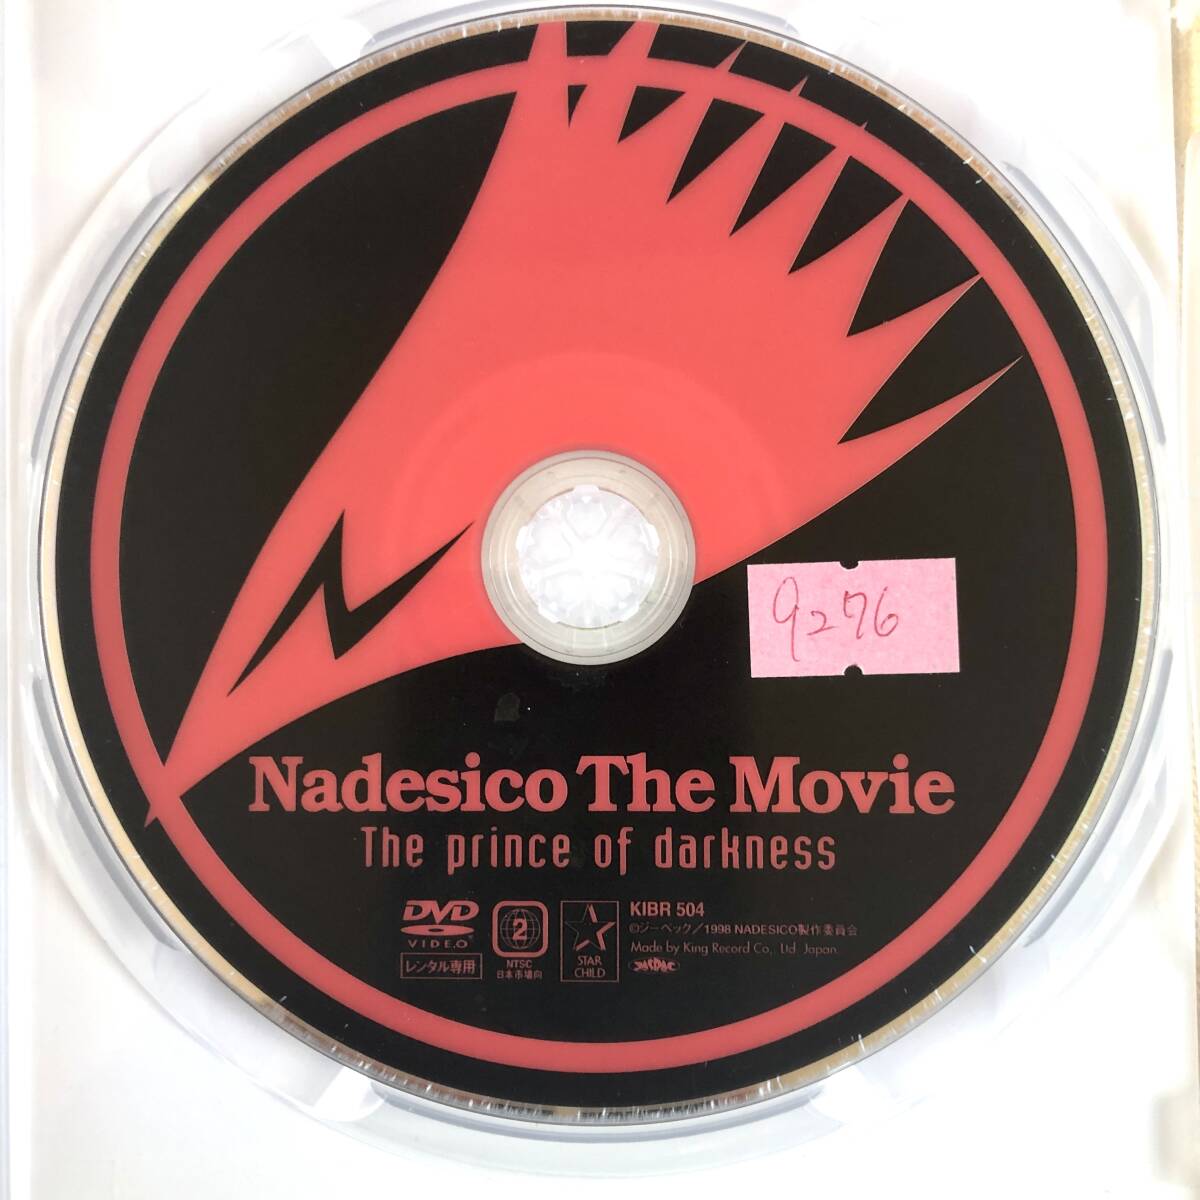 9276
Nadesico The Movie
The prince of darkness
DVD
VIDEO
レンタル専用
2
NTSC
日本市場向
STAR
CHILD
KIBR 504
©ジーベック／1998 NADESICO製作委員会
Made by King Record Co., Ltd. Japan.